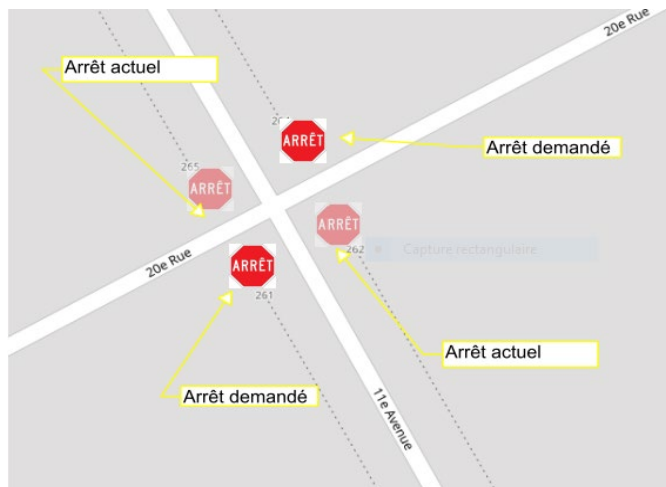 20e Rue
Arrêt actuel
ARRÊT
Arrêt demandé
265
ARRÊT
ARRÊT
262
Capture rectangulaire
20e Rue
ARRÊT
261
Arrêt actuel
Arrêt demandé
11e Avenue